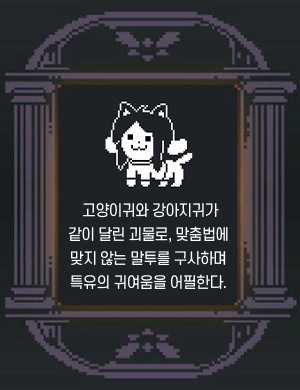 고양이귀와 강아지귀가
같이 달린 괴물로, 맞춤법에
맞지 않는 말투를 구사하며
특유의 귀여움을 어필한다.